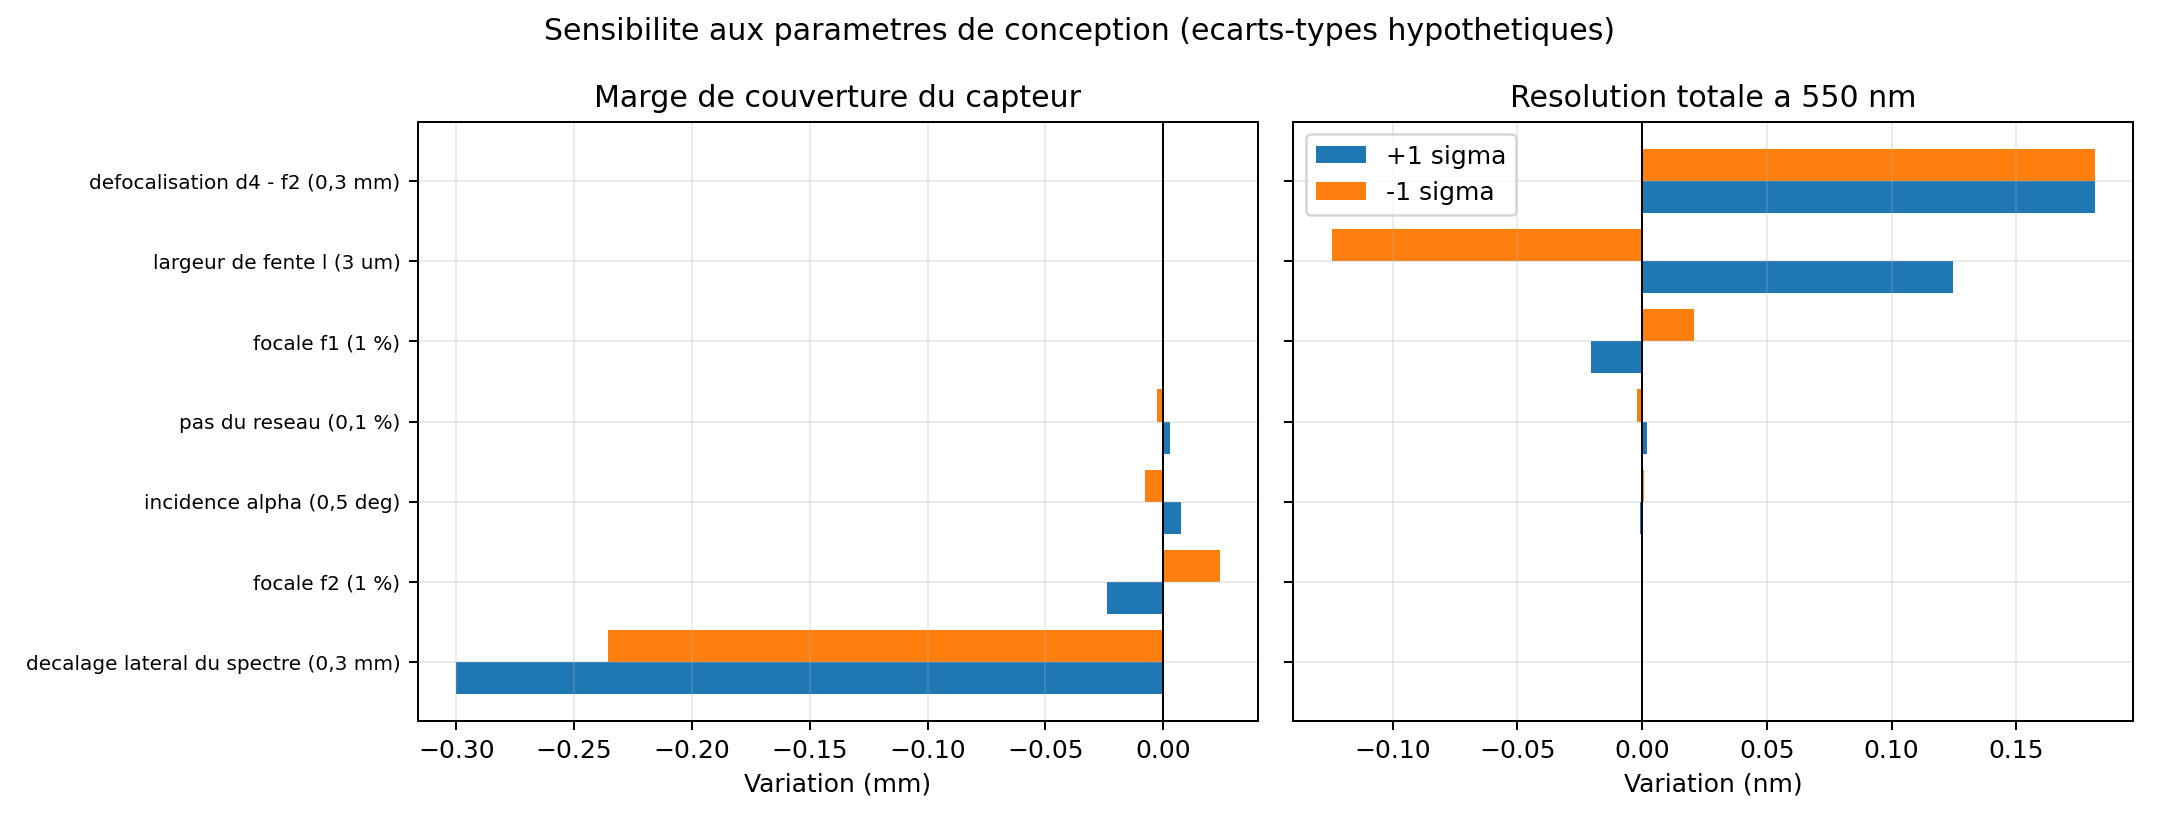 Sensibilite aux parametres de conception (ecarts-types hypothetiques)
Marge de couverture du capteur
Resolution totale a 550 nm
+1 sigma
-1 sigma
defocalisation d4 - f2 (0,3 mm)
largeur de fente l (3 um)
focale f1 (1 %)
pas du reseau (0,1 %)
incidence alpha (0,5 deg)
focale f2 (1 %)
decalage lateral du spectre (0,3 mm)
−0.30 −0.25 −0.20 −0.15 −0.10 −0.05 0.00
−0.10 −0.05 0.00 0.05 0.10 0.15
Variation (mm)
Variation (nm)